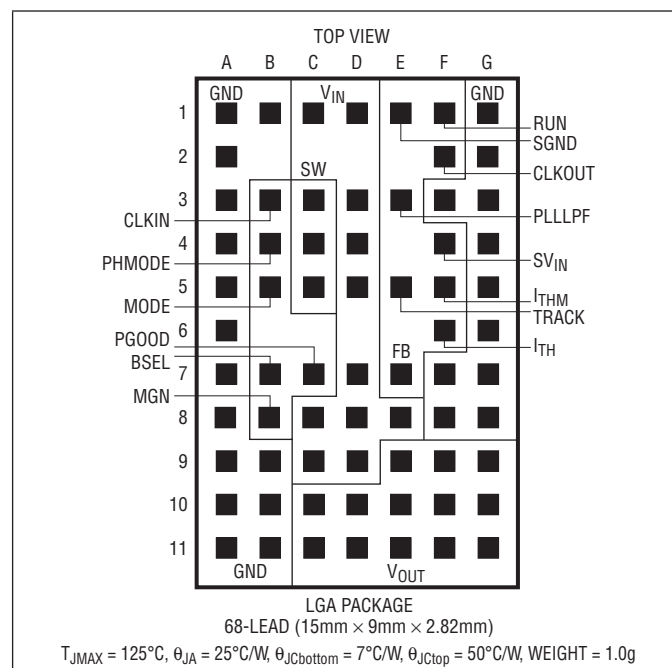 TOP VIEW
A B C D E F G
GND VIN GND
1
RUN
SGND
2
CLKOUT
SW
3
CLKIN
PLLLPF
4
PHMODE
SVIN
5
MODE
ITHM
TRACK
6
PGOOD
ITH
BSEL
7
FB
MGN
8
9
10
11
GND VOUT
LGA PACKAGE
68-LEAD (15mm × 9mm × 2.82mm)
TJMAX = 125°C, θJA = 25°C/W, θJCbottom = 7°C/W, θJCtop = 50°C/W, WEIGHT = 1.0g